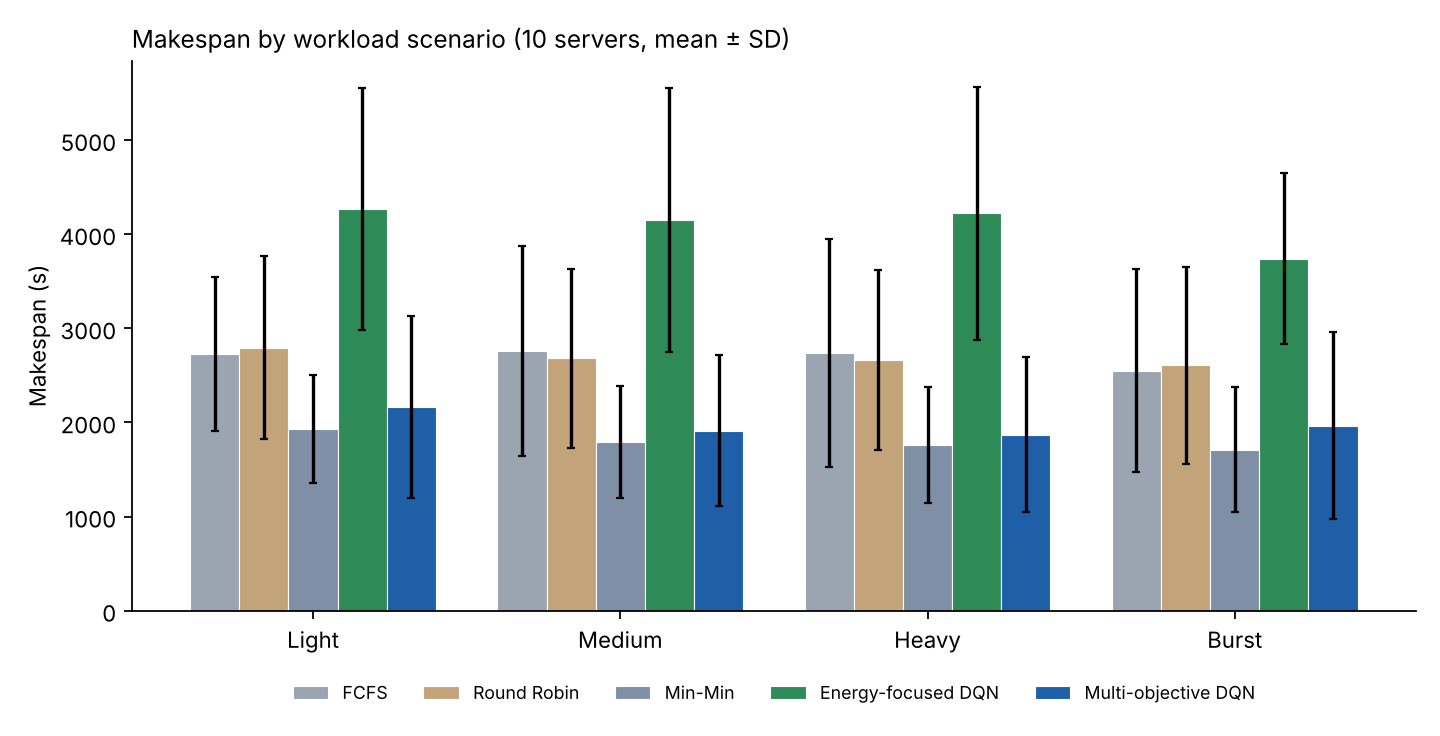 Makespan by workload scenario (10 servers, mean ± SD)
Makespan (s)
5000
4000
3000
2000
1000
0
Light Medium Heavy Burst
FCFS Round Robin Min-Min Energy-focused DQN Multi-objective DQN